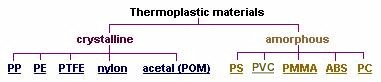 Thermoplastic materials
crystalline amorphous
PP PE PTFE nylon acetal (POM) PS PVC PMMA ABS PC